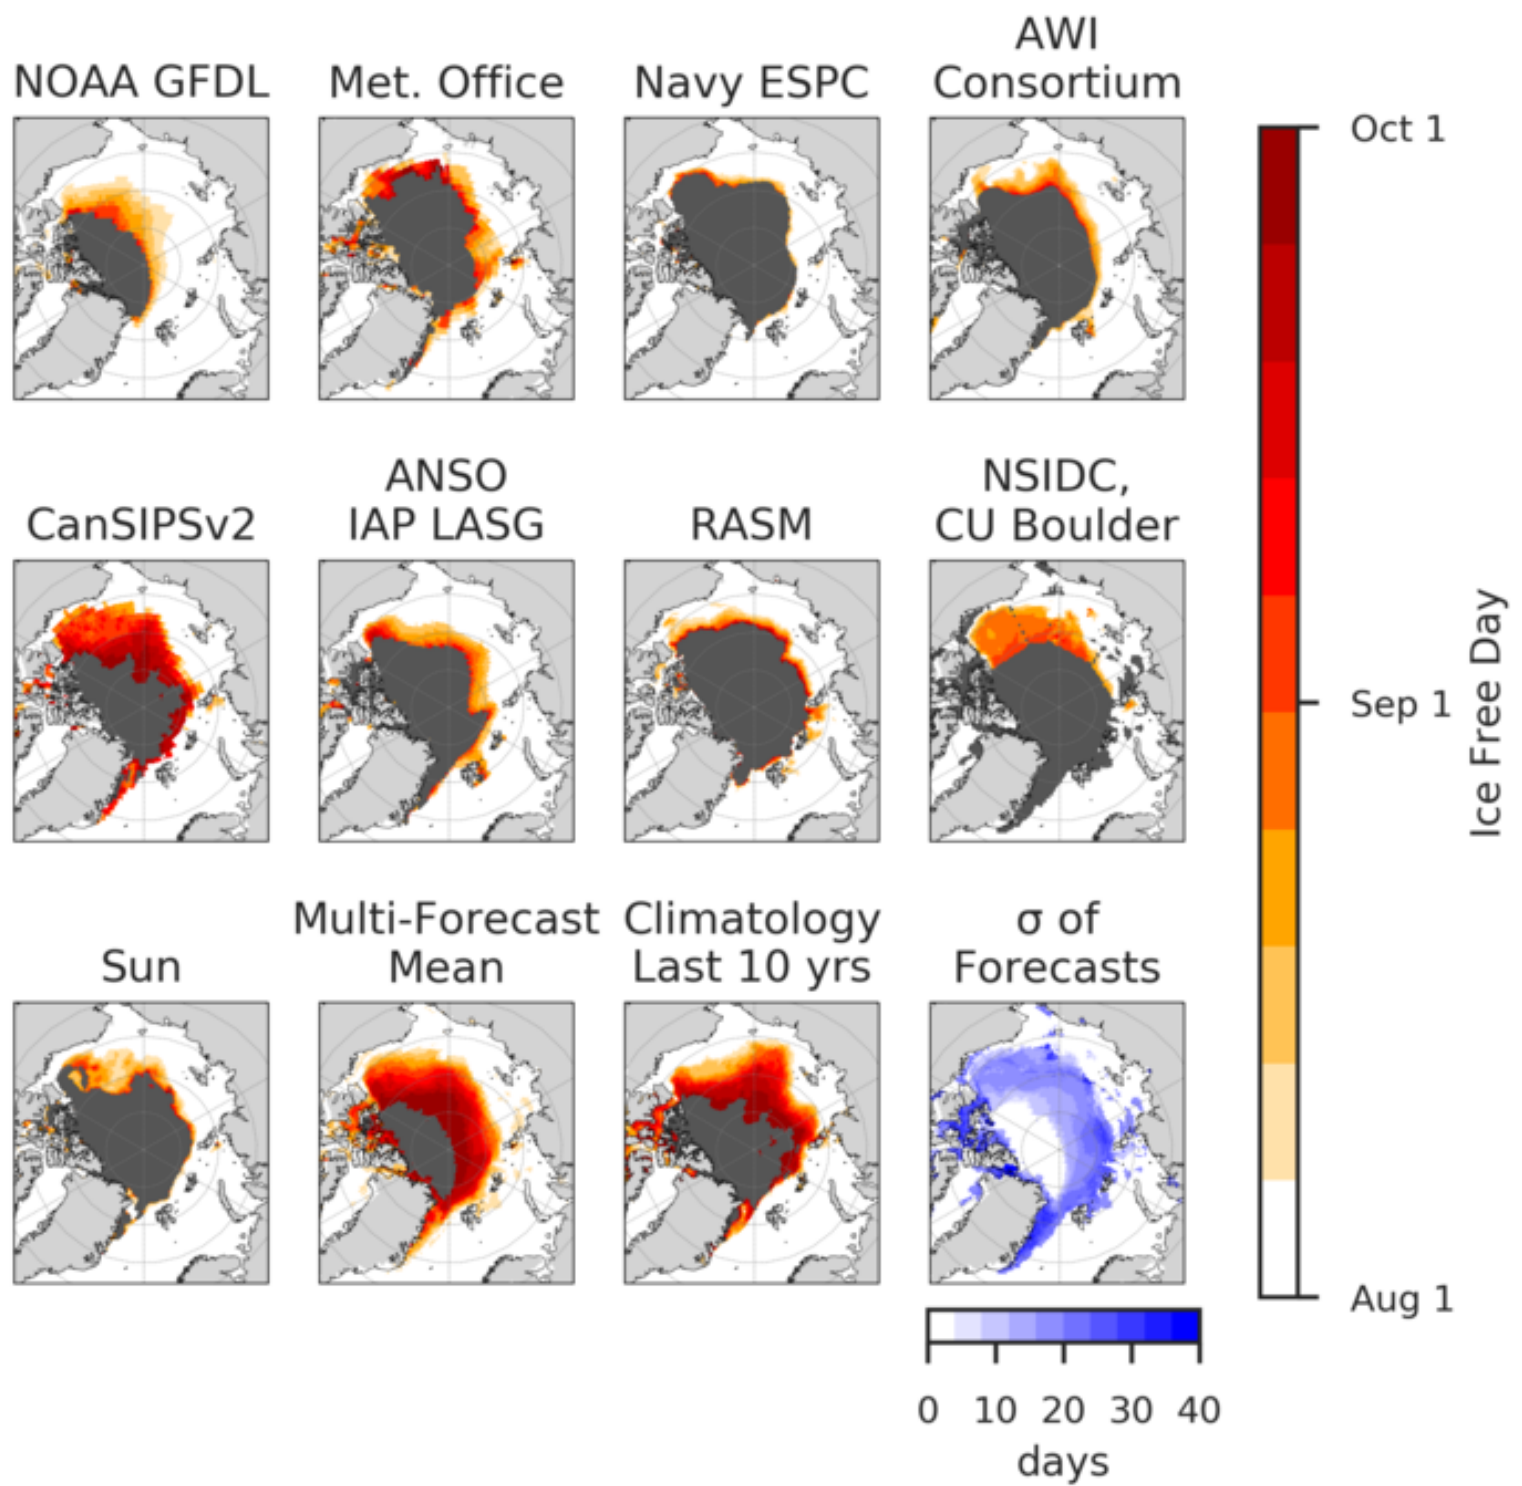 NOAA GFDL
Met. Office
Navy ESPC
AWI
Consortium
CanSIPSv2
ANSO
IAP LASG
RASM
NSIDC,
CU Boulder
Sun
Multi-Forecast
Mean
Climatology
Last 10 yrs
σ of
Forecasts
0 10 20 30 40
days
Oct 1
Sep 1
Aug 1
Ice Free Day